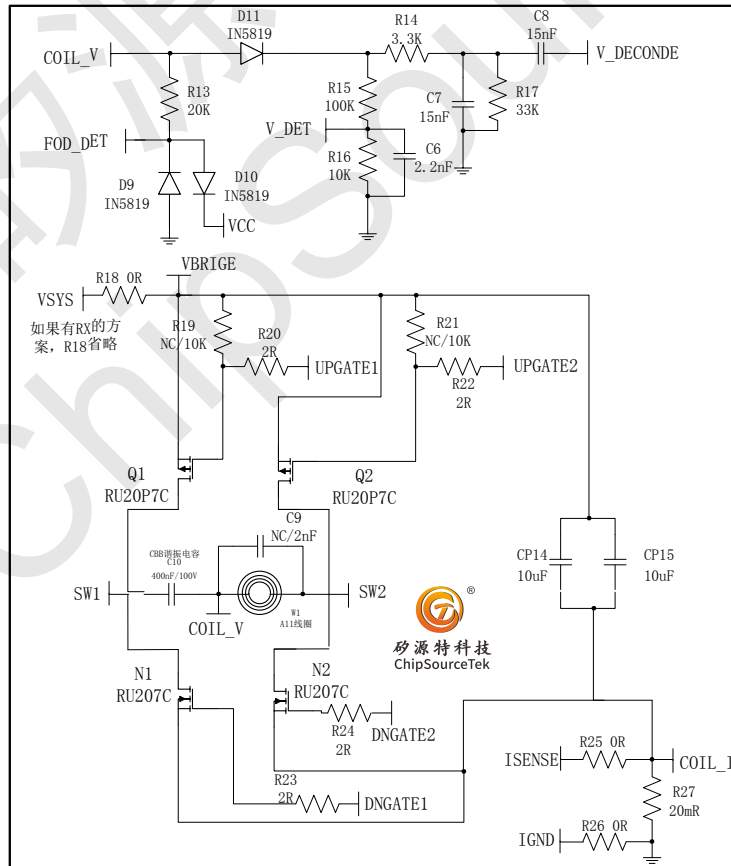 D11
IN5819
COIL_V
R14
3.3K
C8
15nF
V_DECONDE
R13
20K
R15
100K
C7
15nF
R17
33K
FOD_DET
V_DET
R16
10K
C6
2.2nF
D9
IN5819
D10
IN5819
VCC
VBRIGE
R18 0R
VSYS
如果有RX的方
案，R18省略
R19
NC/10K
R20
2R
UPGATE1
R21
NC/10K
R22
2R
UPGATE2
Q1
RU20P7C
Q2
RU20P7C
C9
NC/2nF
CBB谐振电容
C10
400nF/100V
SW1
SW2
COIL_V
W1
A11线圈
CP14
10uF
CP15
10uF
®
矽源特科技
ChipSourceTek
N1
RU207C
N2
RU207C
R24
2R
DNGATE2
R23
2R
DNGATE1
ISENSE
R25 0R
COIL_I
R27
20mR
IGND
R26 0R
矽源
ChipSour